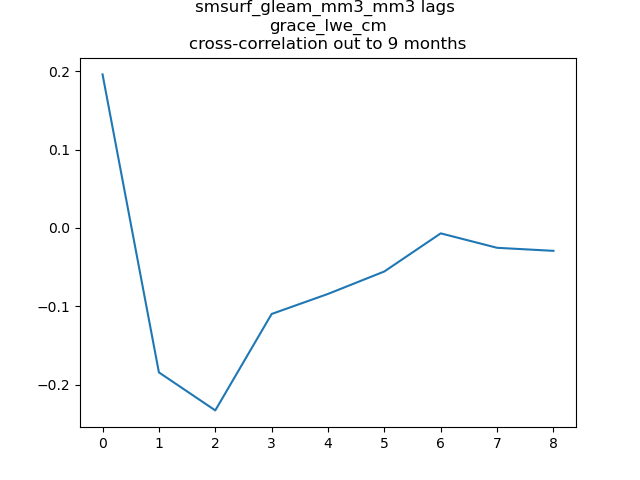 smsurf_gleam_mm3_mm3 lags
grace_lwe_cm
cross-correlation out to 9 months
0.2
0.1
0.0
−0.1
−0.2
0 1 2 3 4 5 6 7 8